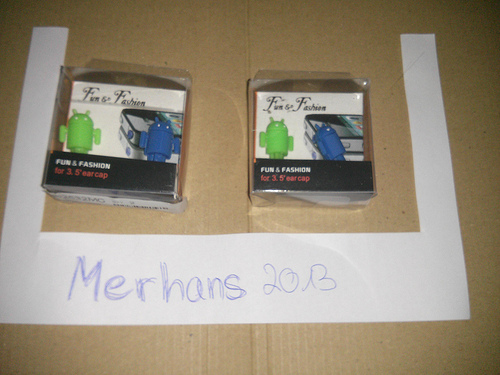 Fun & Fashion
FUN & FASHION
for 3. 5' ear cap
Fun & Fashion
FUN & FASHION
for 3. 5' ear cap
Merhans 2013